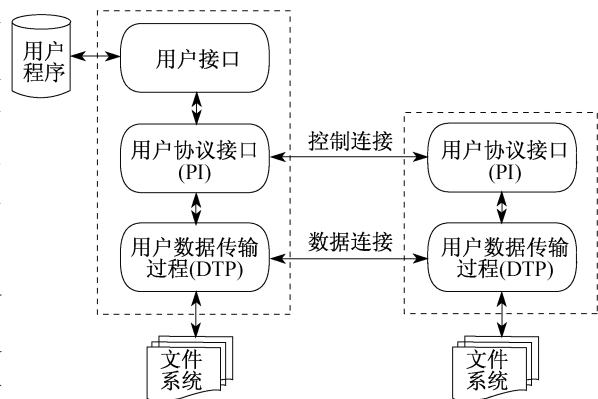 用户
程序
用户接口
用户协议接口
(PI)
控制连接
用户协议接口
(PI)
用户数据传输
过程(DTP)
数据连接
用户数据传输
过程(DTP)
文件
系统
文件
系统